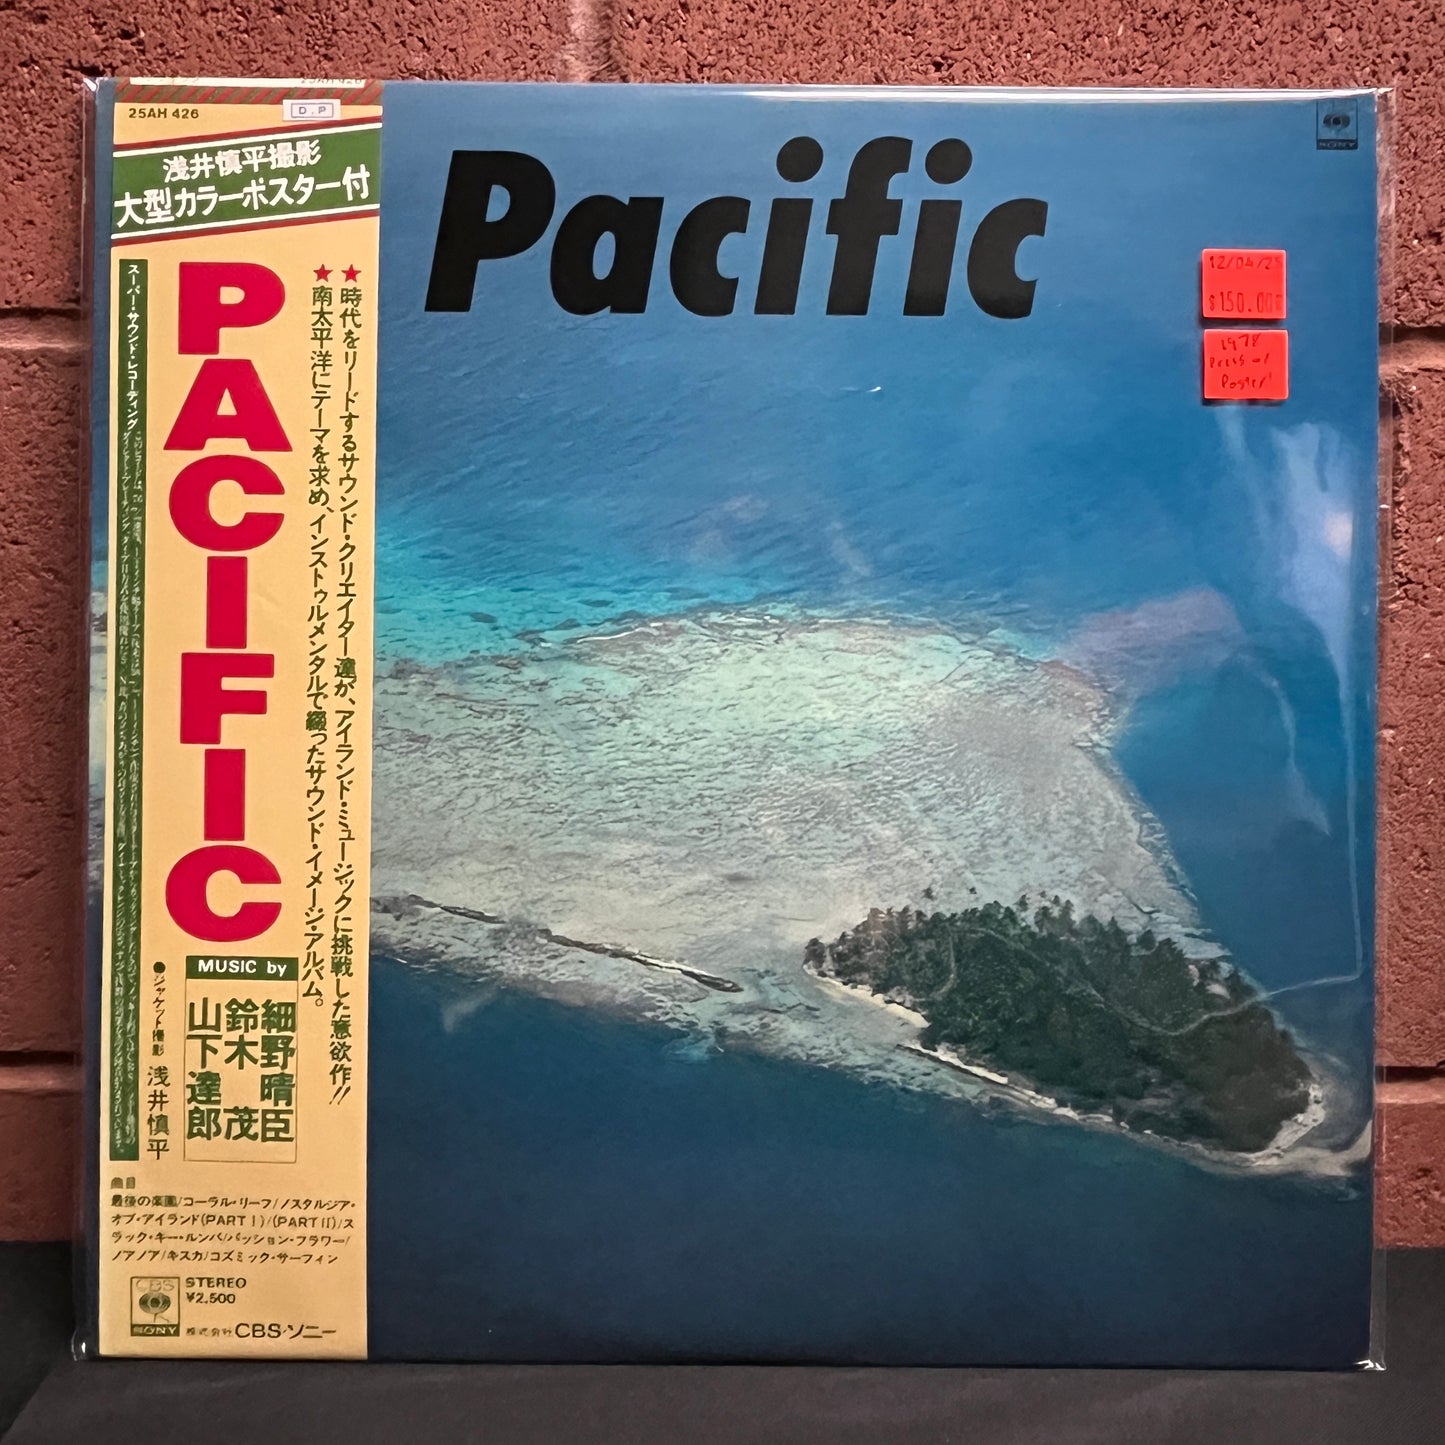 25AH 426
25AH 426
D.P
浅井慎平撮影
大型カラーポスター付
PACIFIC
★時代をリードするサウンド・クリエイター達が、アイランド・ミュージックに挑戦した意欲作!!
★南太平洋にテーマを求め、インストゥルメンタルで綴ったサウンド・イメージ・アルバム。
スーパー・サウンド・レコーディング
MUSIC by
細野晴臣
鈴木 茂
山下達郎
●ジャケット撮影 浅井慎平
曲目
最後の楽園/コーラル・リーフ/ノスタルジア・
オブ・アイランド(PART I)/(PART II)/ス
ラック・キー・ルンバ/パッション・フラワー/
ノアノア/キスカ/コズミック・サーフィン
CBS
SONY
STEREO
¥2,500
株式会社 CBS・ソニー
Pacific
SONY
12/04/25
$150.00
1978
Press w/
Poster!